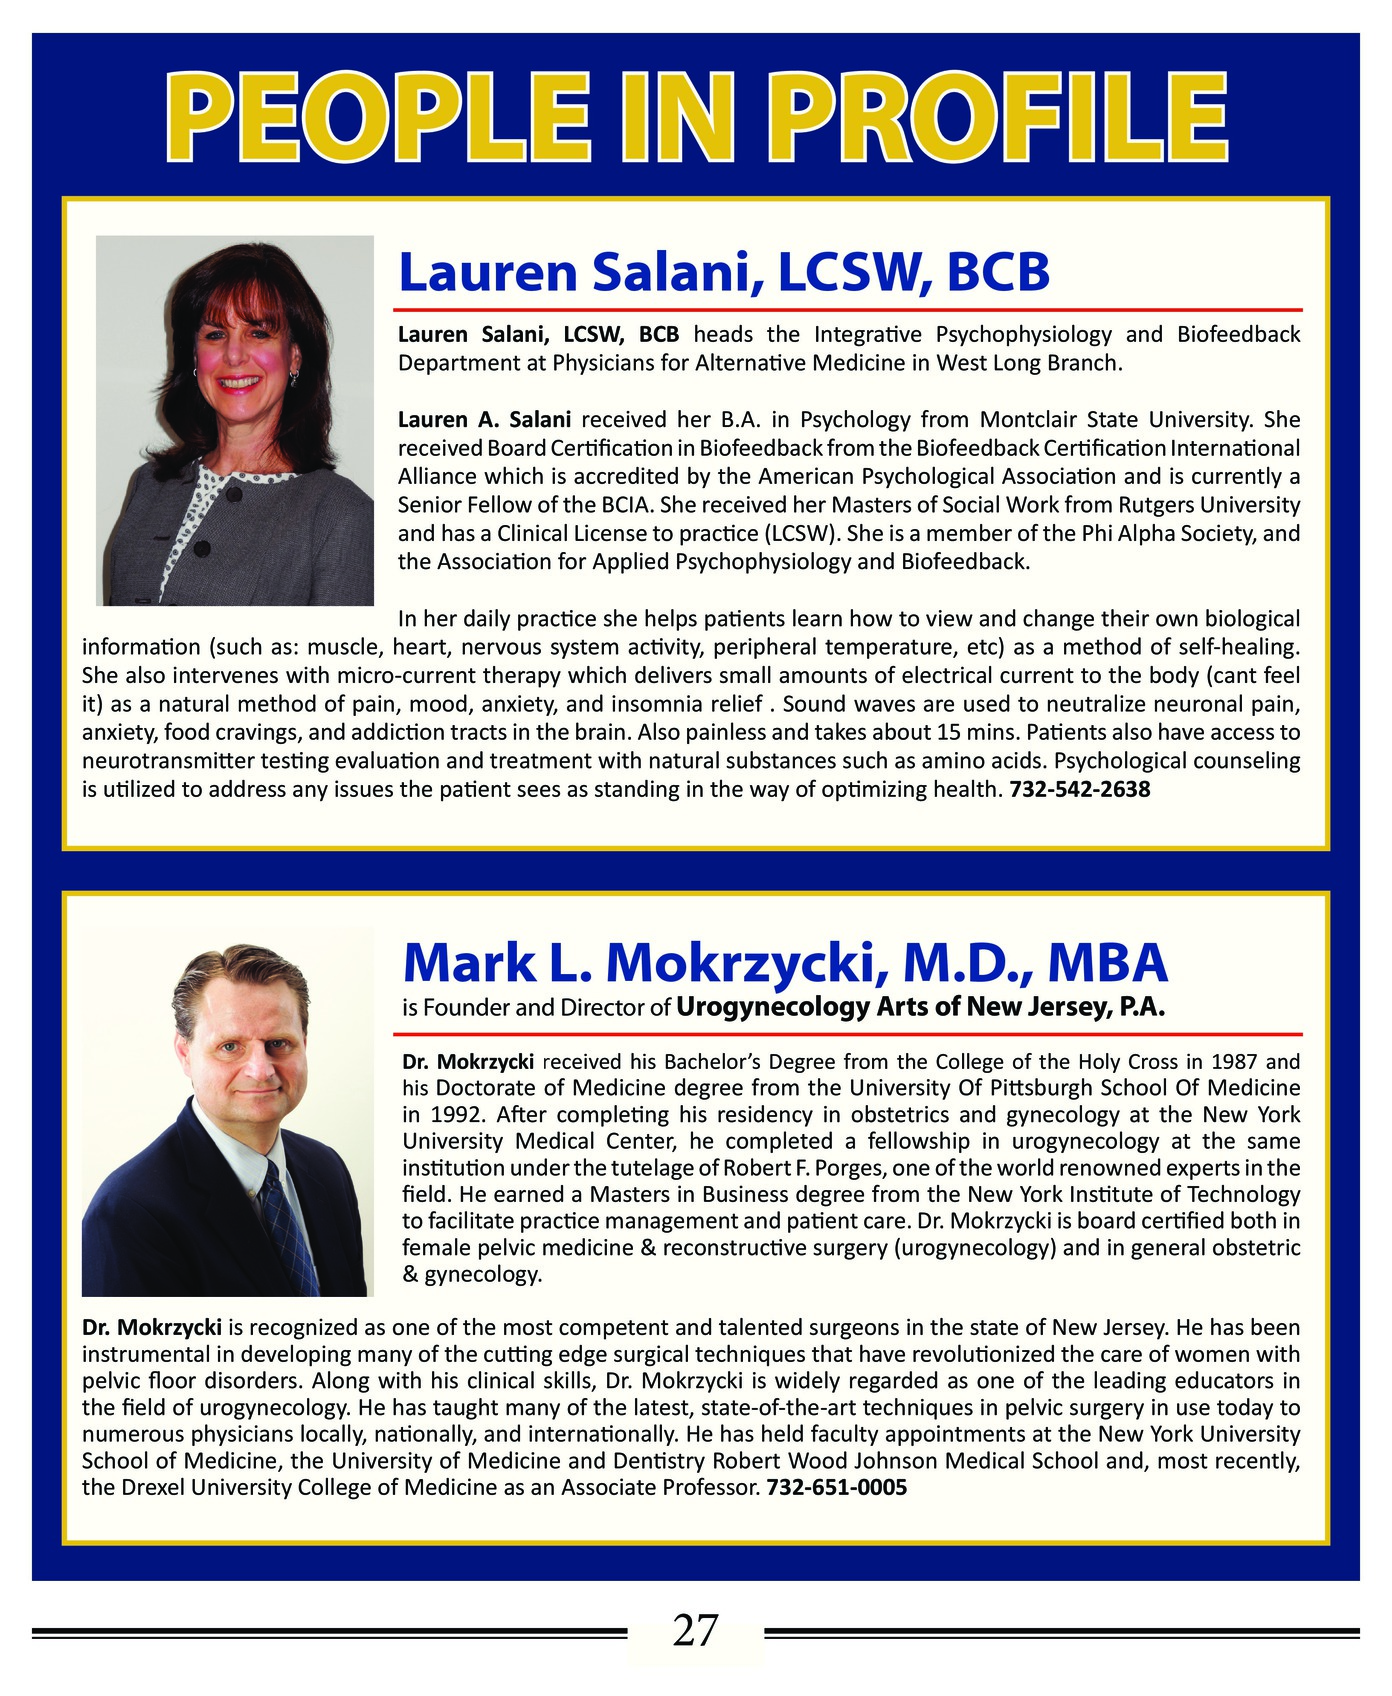 PEOPLE IN PROFILE
Lauren Salani, LCSW, BCB
Lauren Salani, LCSW, BCB heads the Integrative Psychophysiology and Biofeedback
Department at Physicians for Alternative Medicine in West Long Branch.
Lauren A. Salani received her B.A. in Psychology from Montclair State University. She
received Board Certification in Biofeedback from the Biofeedback Certification International
Alliance which is accredited by the American Psychological Association and is currently a
Senior Fellow of the BCIA. She received her Masters of Social Work from Rutgers University
and has a Clinical License to practice (LCSW). She is a member of the Phi Alpha Society, and
the Association for Applied Psychophysiology and Biofeedback.
In her daily practice she helps patients learn how to view and change their own biological
information (such as: muscle, heart, nervous system activity, peripheral temperature, etc) as a method of self-healing.
She also intervenes with micro-current therapy which delivers small amounts of electrical current to the body (cant feel
it) as a natural method of pain, mood, anxiety, and insomnia relief . Sound waves are used to neutralize neuronal pain,
anxiety, food cravings, and addiction tracts in the brain. Also painless and takes about 15 mins. Patients also have access to
neurotransmitter testing evaluation and treatment with natural substances such as amino acids. Psychological counseling
is utilized to address any issues the patient sees as standing in the way of optimizing health. 732-542-2638
Mark L. Mokrzycki, M.D., MBA
is Founder and Director of Urogynecology Arts of New Jersey, P.A.
Dr. Mokrzycki received his Bachelor’s Degree from the College of the Holy Cross in 1987 and
his Doctorate of Medicine degree from the University Of Pittsburgh School Of Medicine
in 1992. After completing his residency in obstetrics and gynecology at the New York
University Medical Center, he completed a fellowship in urogynecology at the same
institution under the tutelage of Robert F. Porges, one of the world renowned experts in the
field. He earned a Masters in Business degree from the New York Institute of Technology
to facilitate practice management and patient care. Dr. Mokrzycki is board certified both in
female pelvic medicine & reconstructive surgery (urogynecology) and in general obstetric
& gynecology.
Dr. Mokrzycki is recognized as one of the most competent and talented surgeons in the state of New Jersey. He has been
instrumental in developing many of the cutting edge surgical techniques that have revolutionized the care of women with
pelvic floor disorders. Along with his clinical skills, Dr. Mokrzycki is widely regarded as one of the leading educators in
the field of urogynecology. He has taught many of the latest, state-of-the-art techniques in pelvic surgery in use today to
numerous physicians locally, nationally, and internationally. He has held faculty appointments at the New York University
School of Medicine, the University of Medicine and Dentistry Robert Wood Johnson Medical School and, most recently,
the Drexel University College of Medicine as an Associate Professor. 732-651-0005
27